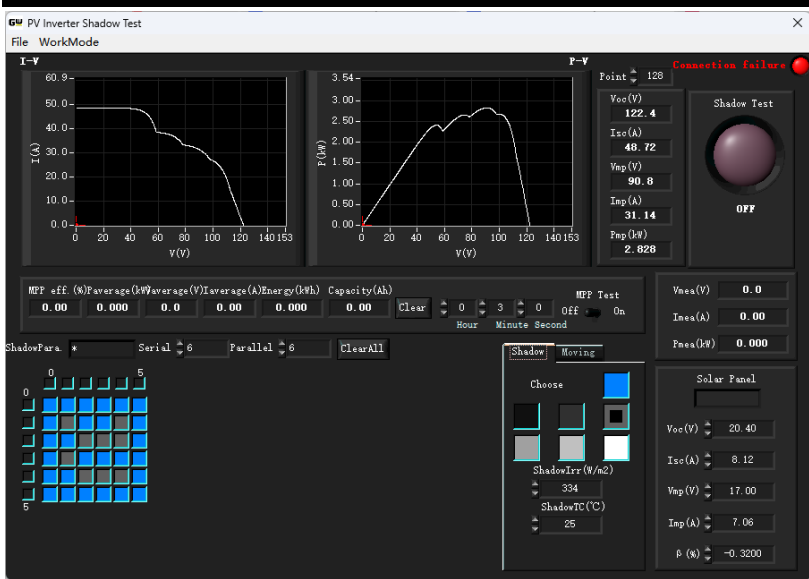 GW PV Inverter Shadow Test
File WorkMode
I-V P-V Connection failure
Point 128
60.9
50.0
40.0
30.0
20.0
10.0
0.0
I(A)
0 20 40 60 80 100 120 140 153
V(V)
3.54
3.00
2.50
2.00
1.50
1.00
0.50
0.00
P(kW)
0 20 40 60 80 100 120 140 153
V(V)
Voc(V)
122.4
Isc(A)
48.72
Vmp(V)
90.8
Imp(A)
31.14
Pmp(kW)
2.828
Shadow Test
OFF
MPP eff.(%) Paverage(kW) Vaverage(V) Iaverage(A) Energy(kWh) Capacity(Ah)
0.00 0.000 0.0 0.00 0.000 0.00 Clear 0 3 0
Hour Minute Second
MPP Test
Off On
Vmea(V) 0.0
Imea(A) 0.00
Pmea(kW) 0.000
ShadowPara. * Serial 6 Parallel 6 ClearAll
0 5
0
5
Shadow Moving
Choose
ShadowIrr(W/m2)
334
ShadowTC(℃)
25
Solar Panel
Voc(V) 20.40
Isc(A) 8.12
Vmp(V) 17.00
Imp(A) 7.06
β (%) -0.3200